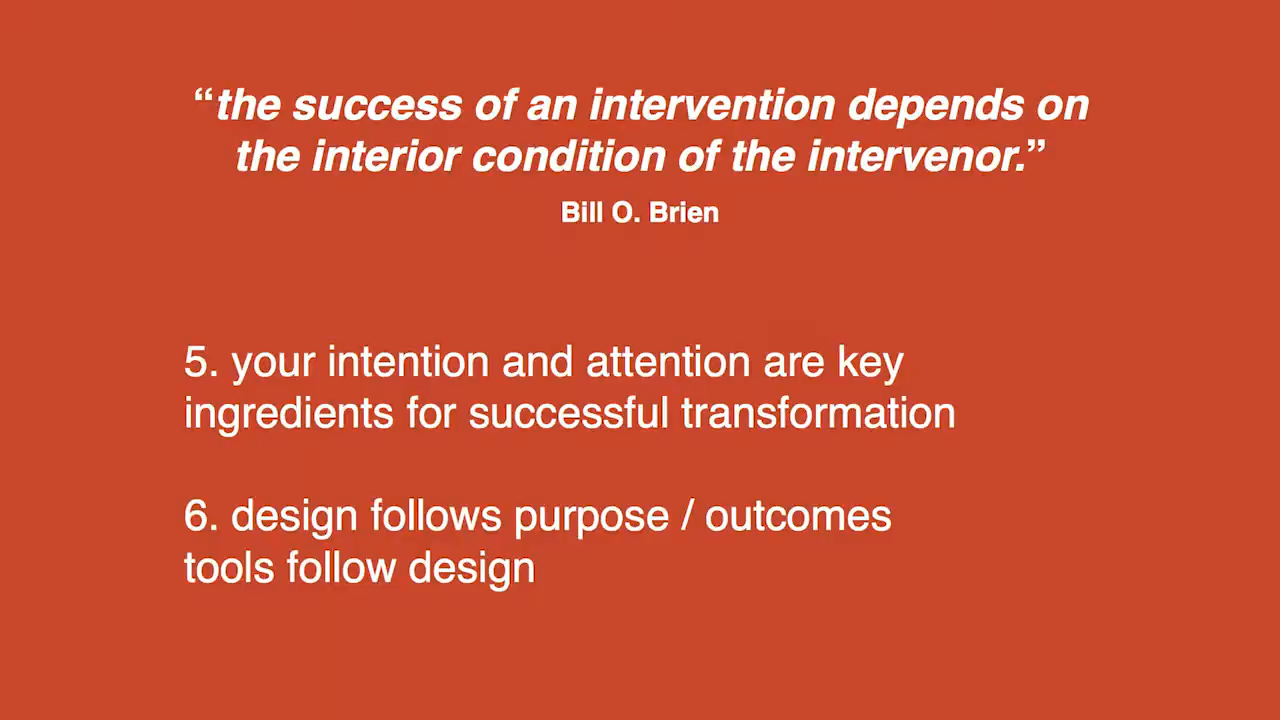 “the success of an intervention depends on
the interior condition of the intervenor.”
Bill O. Brien
5. your intention and attention are key
ingredients for successful transformation
6. design follows purpose / outcomes
tools follow design